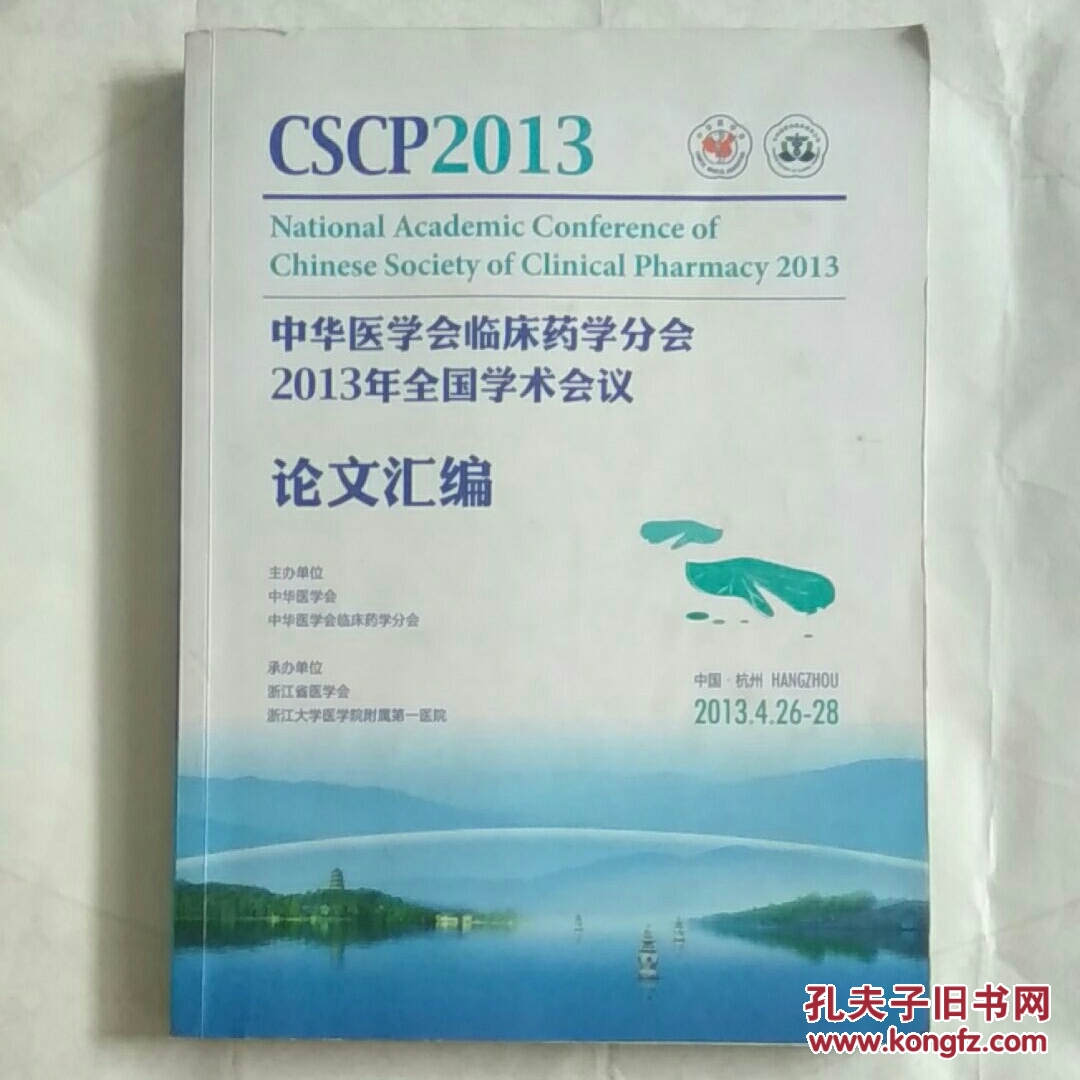 CSCP2013
National Academic Conference of
Chinese Society of Clinical Pharmacy 2013
中华医学会临床药学分会
2013年全国学术会议
论文汇编
主办单位
中华医学会
中华医学会临床药学分会
承办单位
浙江省医学会
浙江大学医学院附属第一医院
中国·杭州 HANGZHOU
2013.4.26-28
孔夫子旧书网
www.kongfz.com